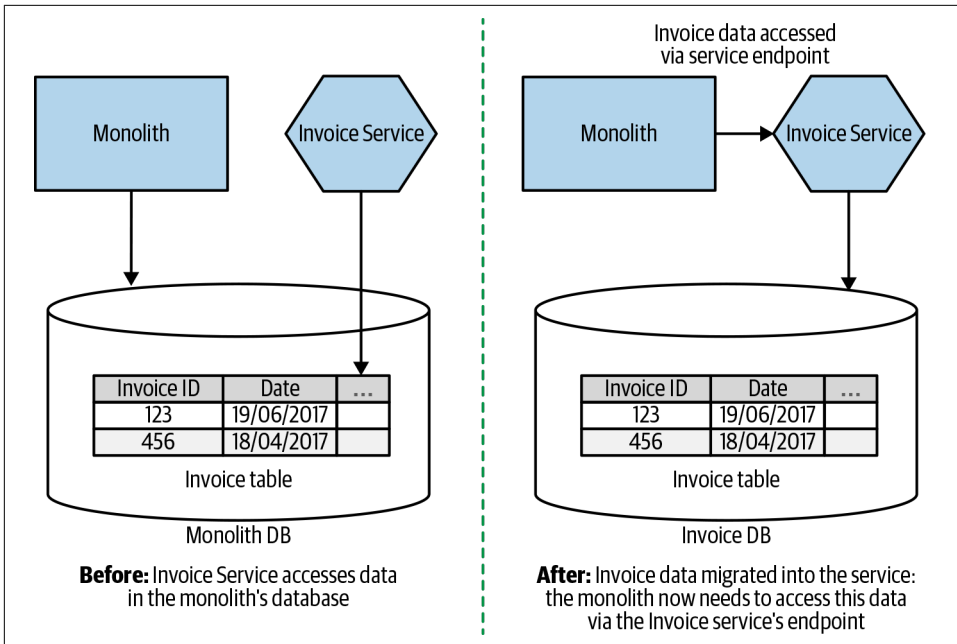 Monolith
Invoice Service
Invoice ID Date ...
123 19/06/2017
456 18/04/2017
Invoice table
Monolith DB
Before: Invoice Service accesses data
in the monolith's database
Invoice data accessed
via service endpoint
Monolith
Invoice Service
Invoice ID Date ...
123 19/06/2017
456 18/04/2017
Invoice table
Invoice DB
After: Invoice data migrated into the service:
the monolith now needs to access this data
via the Invoice service's endpoint